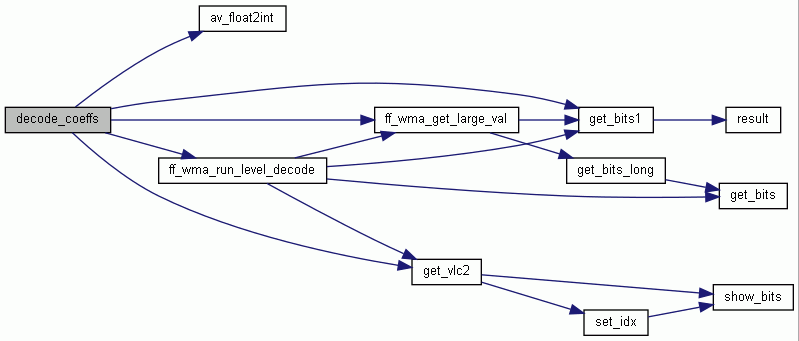 av_float2int
decode_coeffs
ff_wma_get_large_val
get_bits1
result
ff_wma_run_level_decode
get_bits_long
get_bits
get_vlc2
show_bits
set_idx